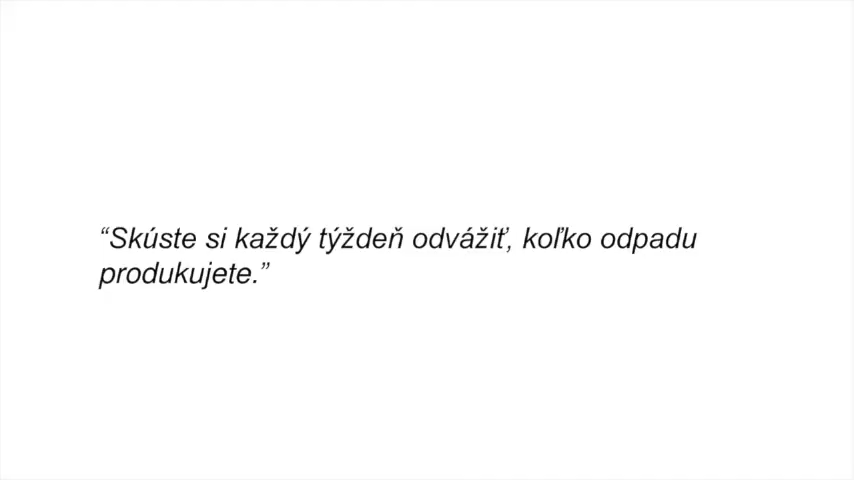 “Skúste si každý týždeň odvážiť, koľko odpadu
produkujete.”